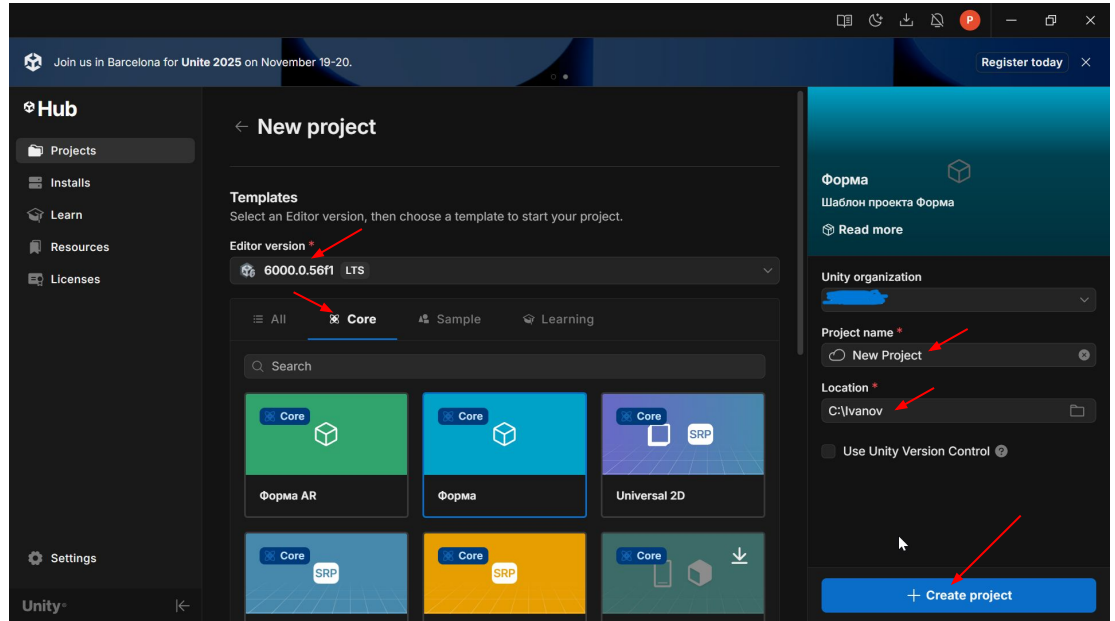 P
Join us in Barcelona for Unite 2025 on November 19-20.
Register today
Hub
Projects
Installs
Learn
Resources
Licenses
Settings
Unity
New project
Templates
Select an Editor version, then choose a template to start your project.
Editor version *
6000.0.56f1 LTS
All
Core
Sample
Learning
Search
Core
Форма AR
Core
Форма
Core
SRP
Universal 2D
Core
SRP
Core
SRP
Core
Форма
Шаблон проекта Форма
Read more
Unity organization
Project name *
New Project
Location *
C:\Ivanov
Use Unity Version Control ?
+ Create project